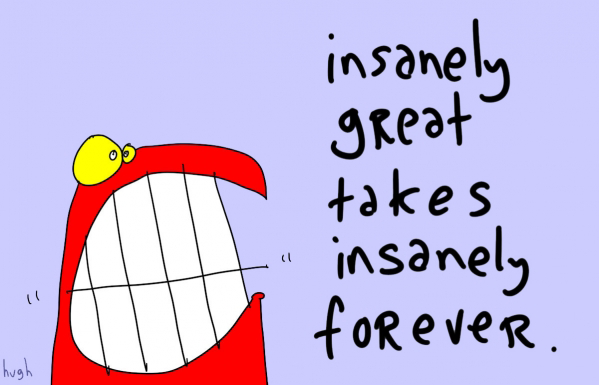 insanely
great
takes
insanely
forever.
hugh